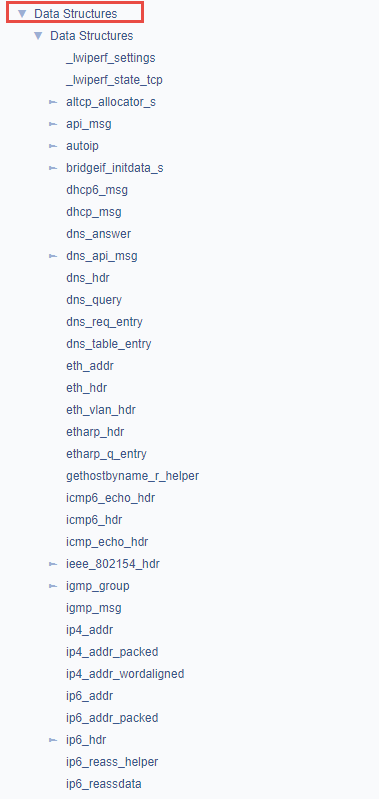 Data Structures
Data Structures
_lwiperf_settings
_lwiperf_state_tcp
altcp_allocator_s
api_msg
autoip
bridgeif_initdata_s
dhcp6_msg
dhcp_msg
dns_answer
dns_api_msg
dns_hdr
dns_query
dns_req_entry
dns_table_entry
eth_addr
eth_hdr
eth_vlan_hdr
etharp_hdr
etharp_q_entry
gethostbyname_r_helper
icmp6_echo_hdr
icmp6_hdr
icmp_echo_hdr
ieee_802154_hdr
igmp_group
igmp_msg
ip4_addr
ip4_addr_packed
ip4_addr_wordaligned
ip6_addr
ip6_addr_packed
ip6_hdr
ip6_reass_helper
ip6_reassdata